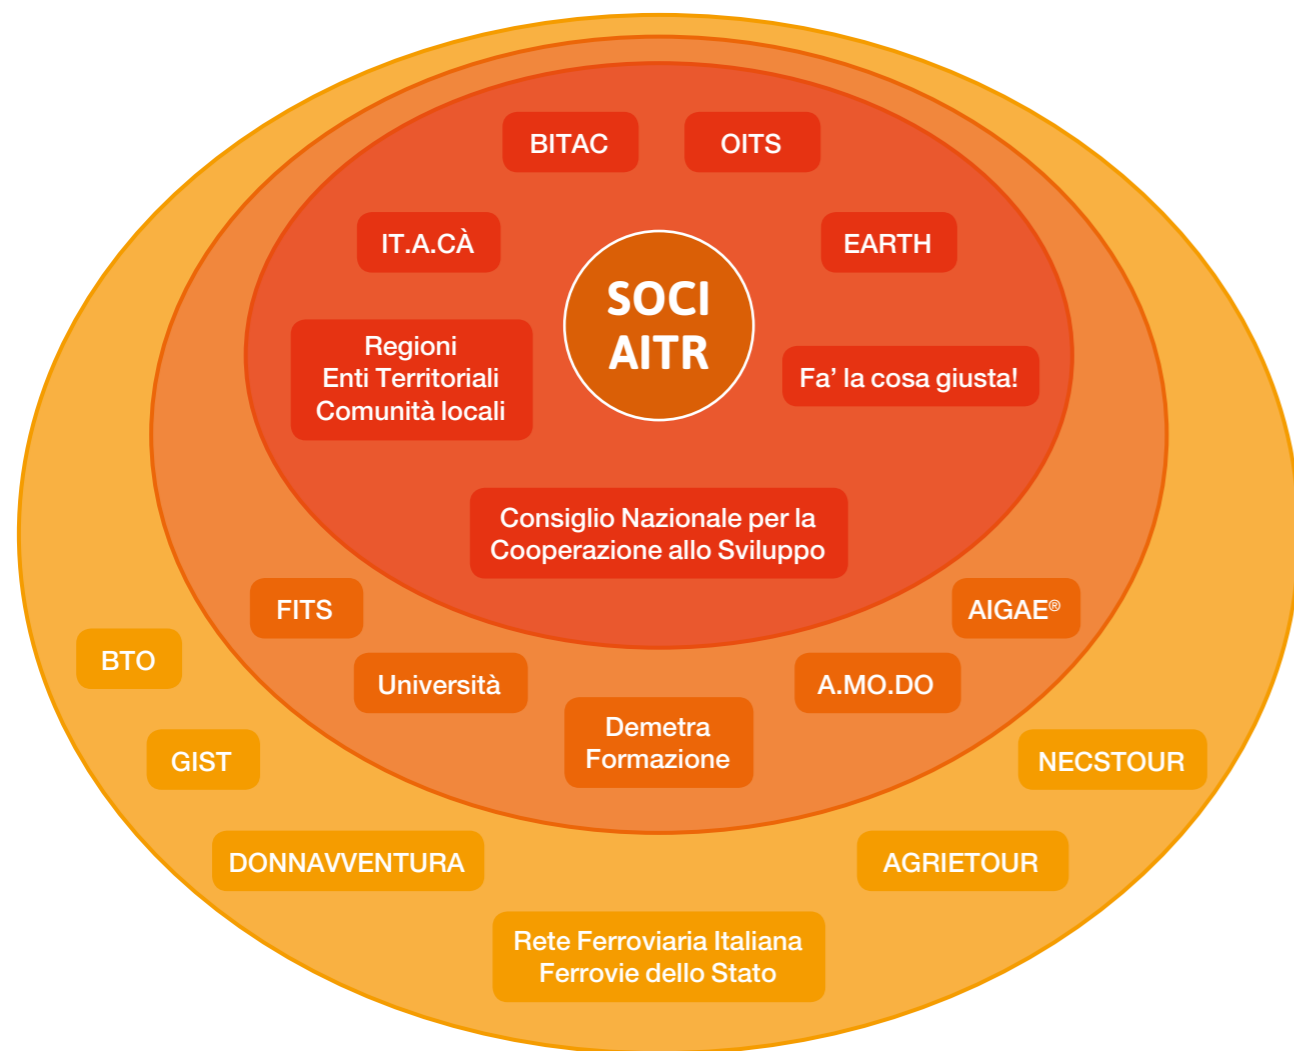 BITAC
OITS
IT.A.CÀ
EARTH
SOCI
AITR
Regioni
Enti Territoriali
Comunità locali
Fa’ la cosa giusta!
Consiglio Nazionale per la
Cooperazione allo Sviluppo
FITS
AIGAE®
Università
A.MO.DO
Demetra
Formazione
BTO
GIST
NECSTOUR
DONNAVVENTURA
AGRIETOUR
Rete Ferroviaria Italiana
Ferrovie dello Stato